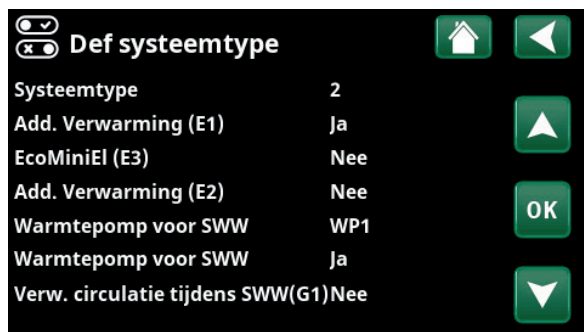 Def systeemtype
Systeemtype 2
Add. Verwarming (E1) Ja
EcoMiniEl (E3) Nee
Add. Verwarming (E2) Nee
Warmtepomp voor SWW WP1
Warmtepomp voor SWW Ja
Verw. circulatie tijdens SWW(G1) Nee
OK